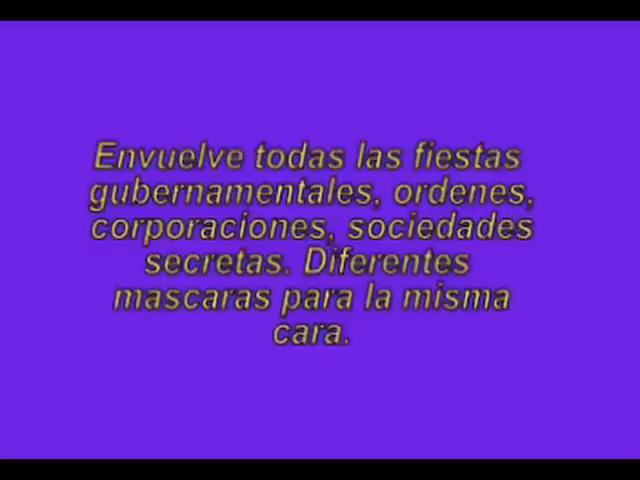 Envuelve todas las fiestas
gubernamentales, ordenes,
corporaciones, sociedades
secretas. Diferentes
mascaras para la misma
cara.